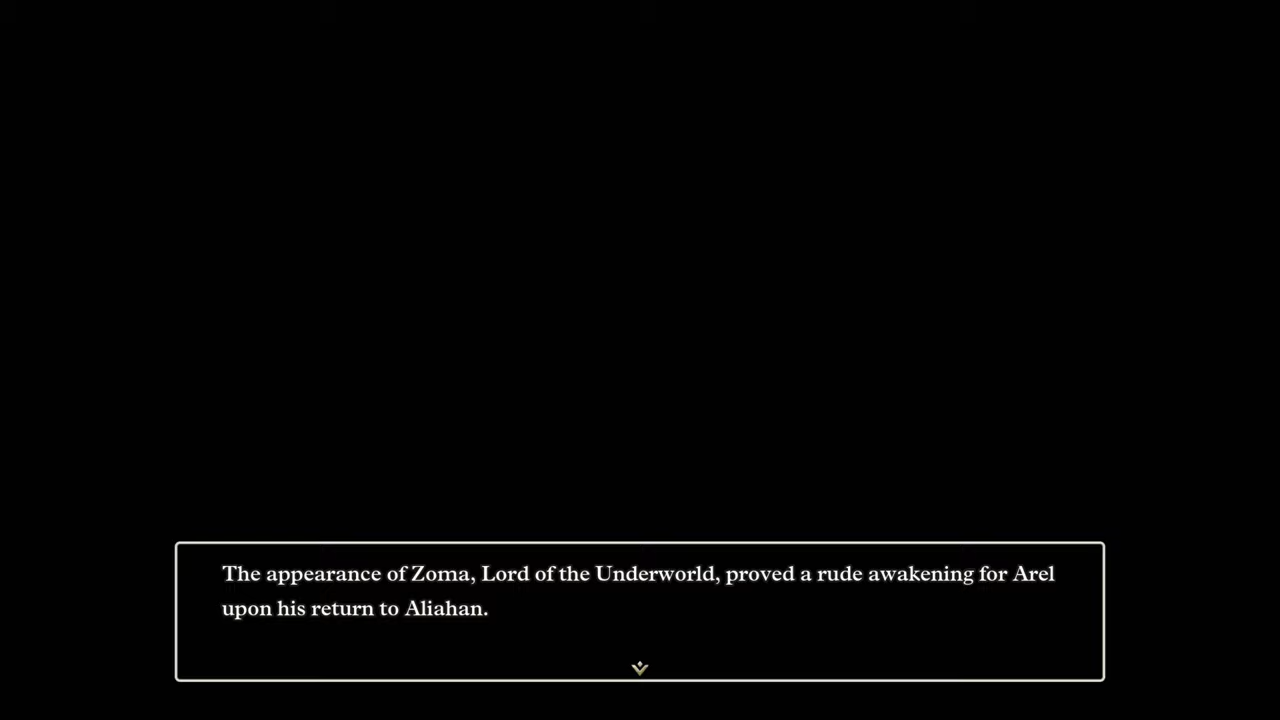 The appearance of Zoma, Lord of the Underworld, proved a rude awakening for Arel
upon his return to Aliahan.